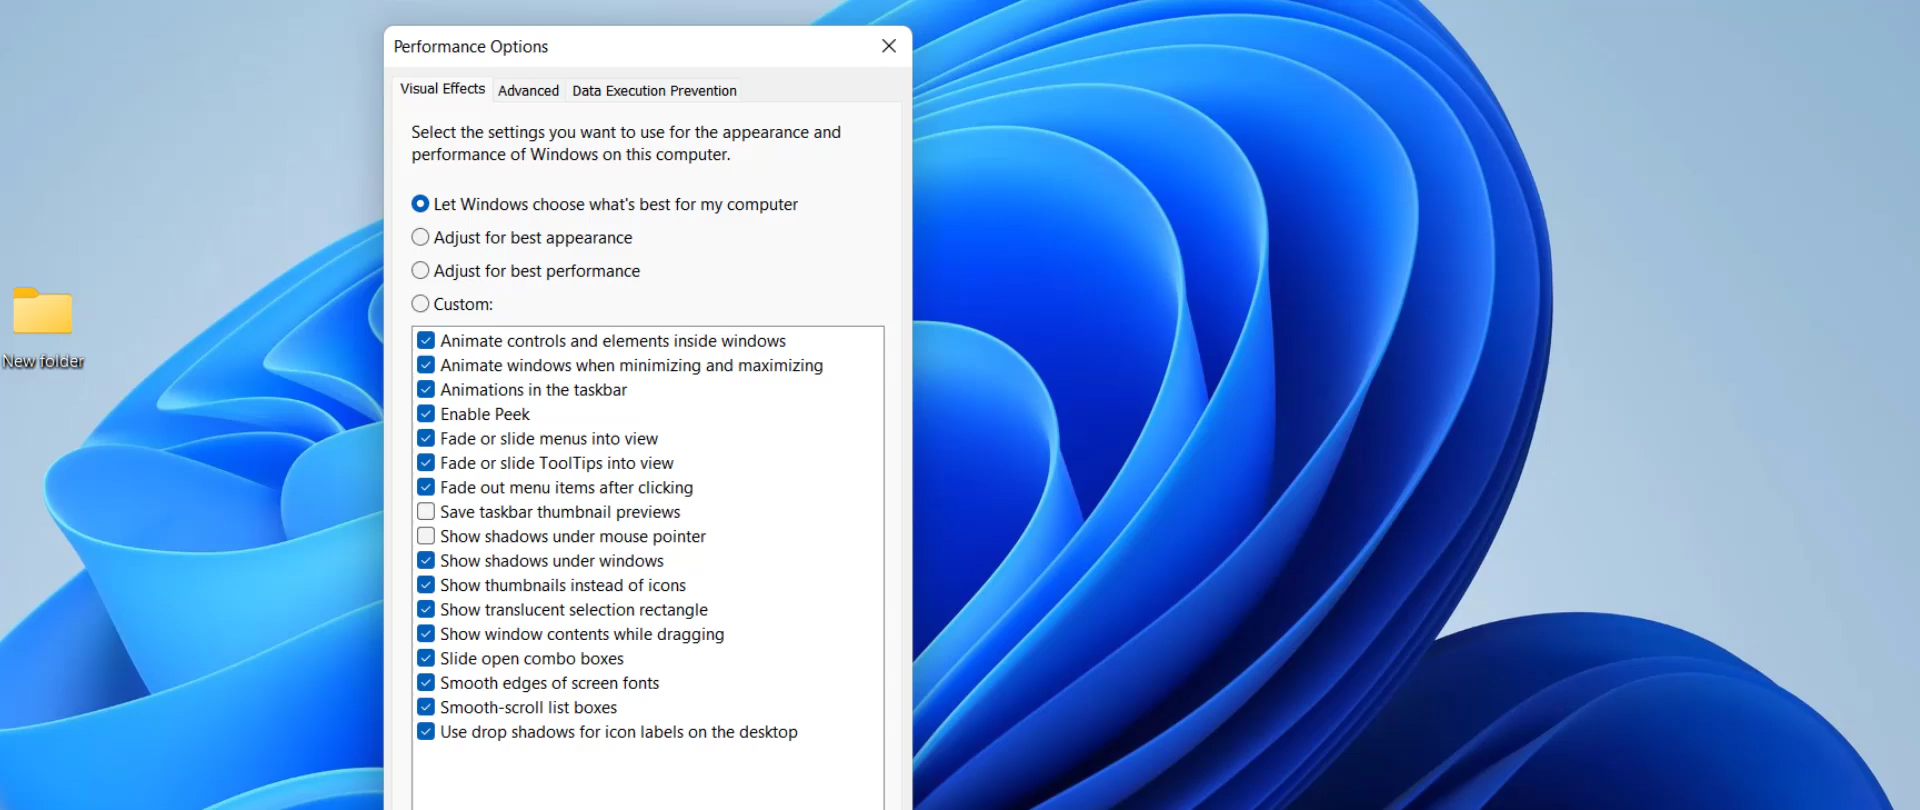 Performance Options
Visual Effects
Advanced
Data Execution Prevention
Select the settings you want to use for the appearance and
performance of Windows on this computer.
Let Windows choose what's best for my computer
Adjust for best appearance
Adjust for best performance
Custom:
New folder
Animate controls and elements inside windows
Animate windows when minimizing and maximizing
Animations in the taskbar
Enable Peek
Fade or slide menus into view
Fade or slide ToolTips into view
Fade out menu items after clicking
Save taskbar thumbnail previews
Show shadows under mouse pointer
Show shadows under windows
Show thumbnails instead of icons
Show translucent selection rectangle
Show window contents while dragging
Slide open combo boxes
Smooth edges of screen fonts
Smooth-scroll list boxes
Use drop shadows for icon labels on the desktop